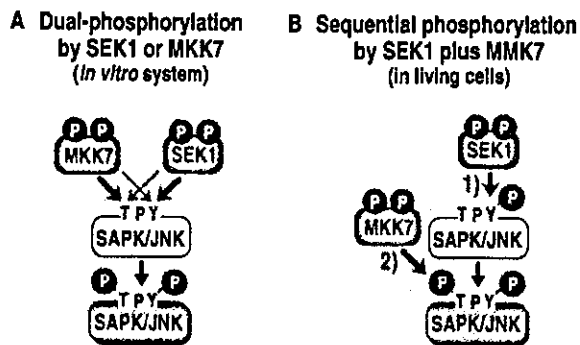 A Dual-phosphorylation
by SEK1 or MKK7
(in vitro system)
P P
MKK7
P P
SEK1
T P Y
SAPK/JNK
P
P
T P Y
SAPK/JNK
B Sequential phosphorylation
by SEK1 plus MMK7
(in living cells)
P P
SEK1
1)
P
T P Y
SAPK/JNK
P P
MKK7
2)
P
P
T P Y
SAPK/JNK